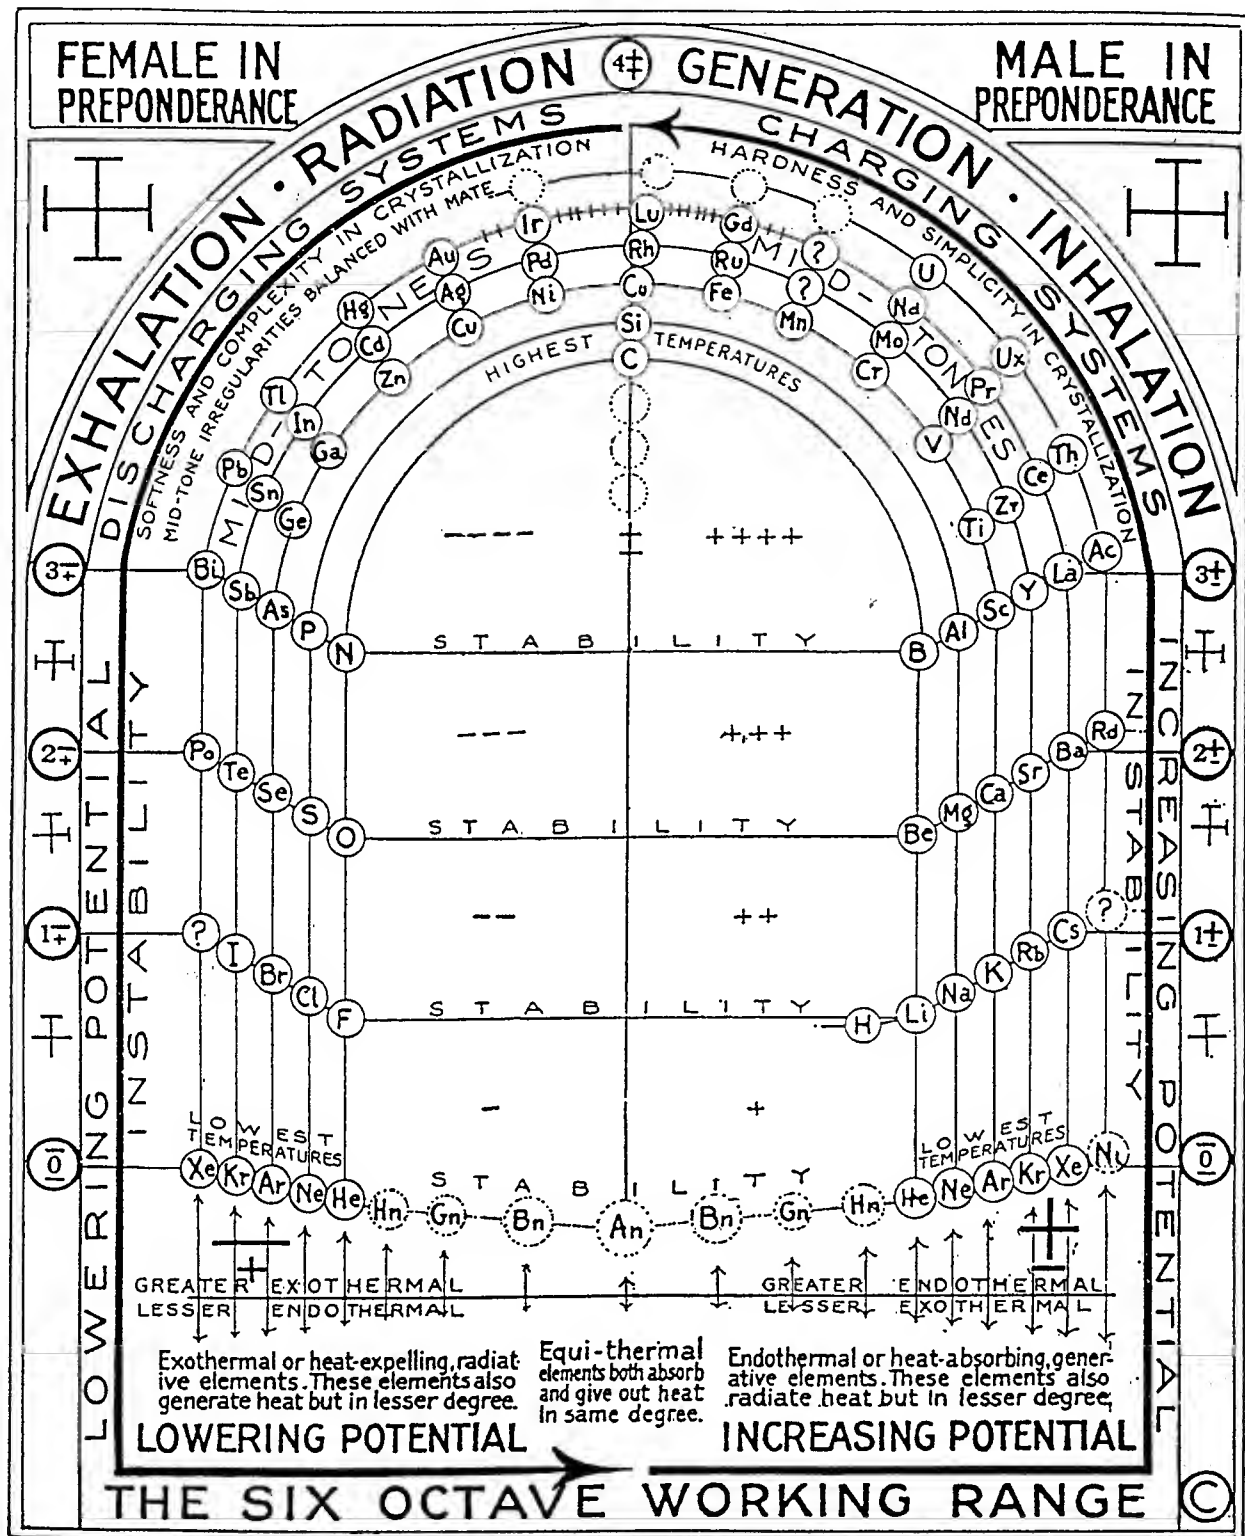 FEMALE IN
PREPONDERANCE
MALE IN
PREPONDERANCE
EXHALATION · RADIATION 4‡ GENERATION · INHALATION
DISCHARGING SYSTEMS
CHARGING SYSTEMS
SOFTNESS AND COMPLEXITY IN CRYSTALLIZATION
MID-TONE IRREGULARITIES BALANCED WITH MATE
HARDNESS AND SIMPLICITY IN CRYSTALLIZATION
MID-TONES
MID-TONES
U Ux Th Ac
Bi Pb Tl Hg Au Ir Lu Gd ? Nd Pr Ce La
Sb Sn In Cd Ag Pd Rh Ru ? Mo Nd Zr Y
As Ge Ga Zn Cu Ni Co Fe Mn Cr V Ti Sc
HIGHEST TEMPERATURES
Si
C
---- ++++
3∓ 3±
P N STABILITY B Al
--- +++
2∓ 2±
Po Te Se S O STABILITY Be Mg Ca Sr Ba Rd
-- ++
1∓ 1±
? I Br Cl F STABILITY H Li Na K Rb Cs ?
- +
LOWEST
TEMPERATURES
LOWEST
TEMPERATURES
0 0
STABILITY
Xe Kr Ar Ne He Hn Gn Bn An Bn Gn Hn He Ne Ar Kr Xe
LOWERING POTENTIAL
INSTABILITY
INSTABILITY
INCREASING POTENTIAL
GREATER EXOTHERMAL
LESSER ENDOTHERMAL
GREATER ENDOTHERMAL
LESSER EXOTHERMAL
Exothermal or heat-expelling, radiat-
ive elements. These elements also
generate heat but in lesser degree.
Equi-thermal
elements both absorb
and give out heat
in same degree.
Endothermal or heat-absorbing, gener-
ative elements. These elements also
radiate heat but in lesser degree,
LOWERING POTENTIAL
INCREASING POTENTIAL
THE SIX OCTAVE WORKING RANGE ©